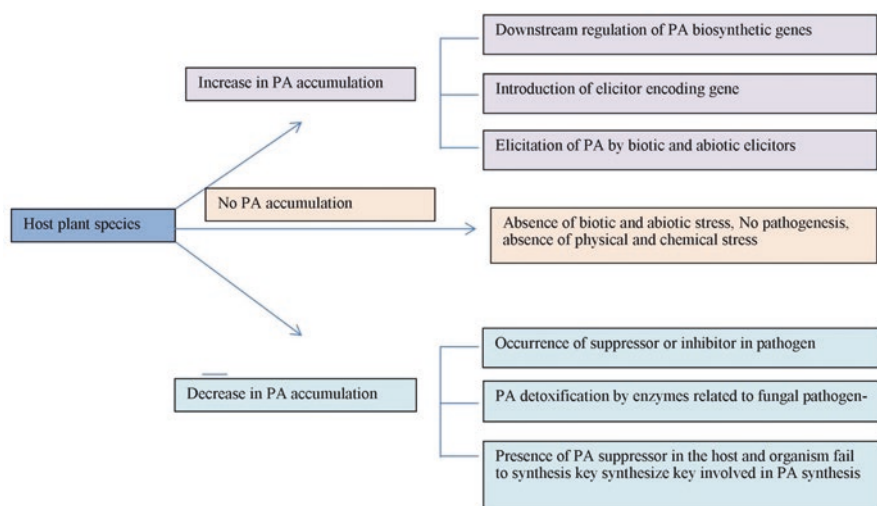 Downstream regulation of PA biosynthetic genes
Increase in PA accumulation
Introduction of elicitor encoding gene
Elicitation of PA by biotic and abiotic elicitors
No PA accumulation
Host plant species
Absence of biotic and abiotic stress, No pathogenesis,
absence of physical and chemical stress
Occurrence of suppressor or inhibitor in pathogen
Decrease in PA accumulation
PA detoxification by enzymes related to fungal pathogen-
Presence of PA suppressor in the host and organism fail
to synthesis key synthesize key involved in PA synthesis